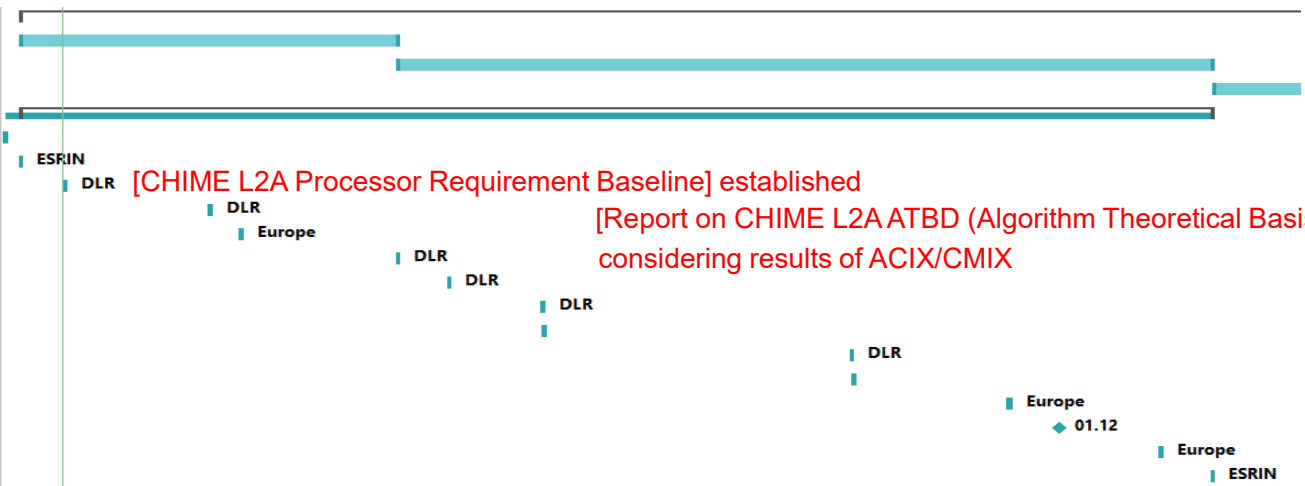 ESRIN
DLR [CHIME L2A Processor Requirement Baseline] established
DLR
[Report on CHIME L2A ATBD (Algorithm Theoretical Basis
Europe
DLR
considering results of ACIX/CMIX
DLR
DLR
DLR
Europe
01.12
Europe
ESRIN